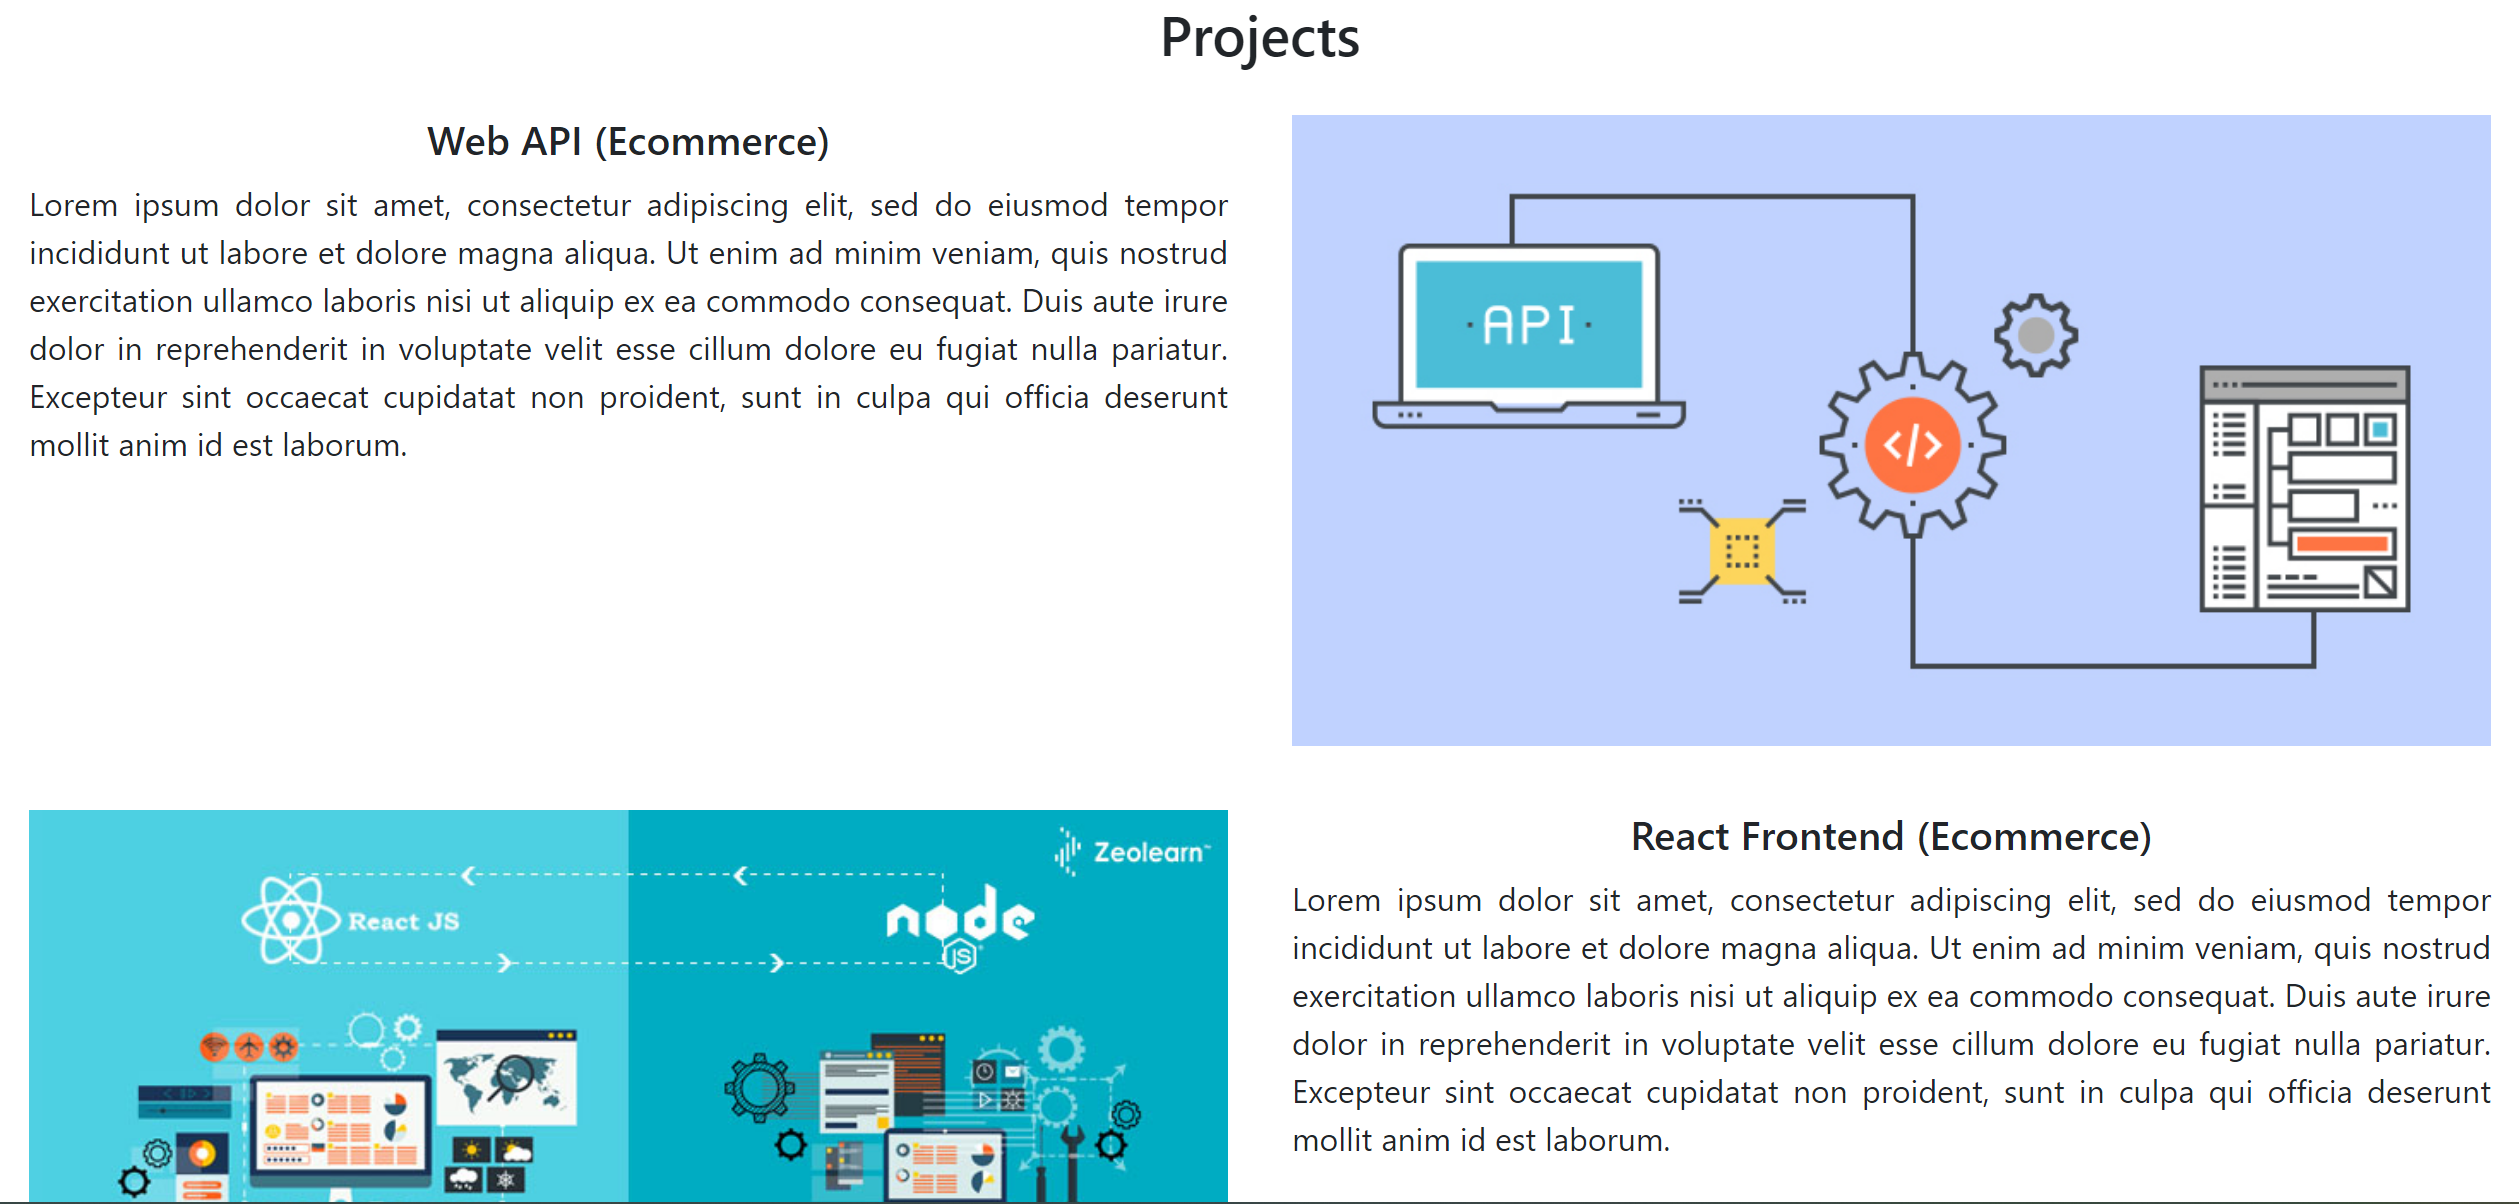 Projects
Web API (Ecommerce)
Lorem ipsum dolor sit amet, consectetur adipiscing elit, sed do eiusmod tempor
incididunt ut labore et dolore magna aliqua. Ut enim ad minim veniam, quis nostrud
exercitation ullamco laboris nisi ut aliquip ex ea commodo consequat. Duis aute irure
dolor in reprehenderit in voluptate velit esse cillum dolore eu fugiat nulla pariatur.
Excepteur sint occaecat cupidatat non proident, sunt in culpa qui officia deserunt
mollit anim id est laborum.
·API·
</>
Zeolearn™
React JS
node
JS
React Frontend (Ecommerce)
Lorem ipsum dolor sit amet, consectetur adipiscing elit, sed do eiusmod tempor
incididunt ut labore et dolore magna aliqua. Ut enim ad minim veniam, quis nostrud
exercitation ullamco laboris nisi ut aliquip ex ea commodo consequat. Duis aute irure
dolor in reprehenderit in voluptate velit esse cillum dolore eu fugiat nulla pariatur.
Excepteur sint occaecat cupidatat non proident, sunt in culpa qui officia deserunt
mollit anim id est laborum.